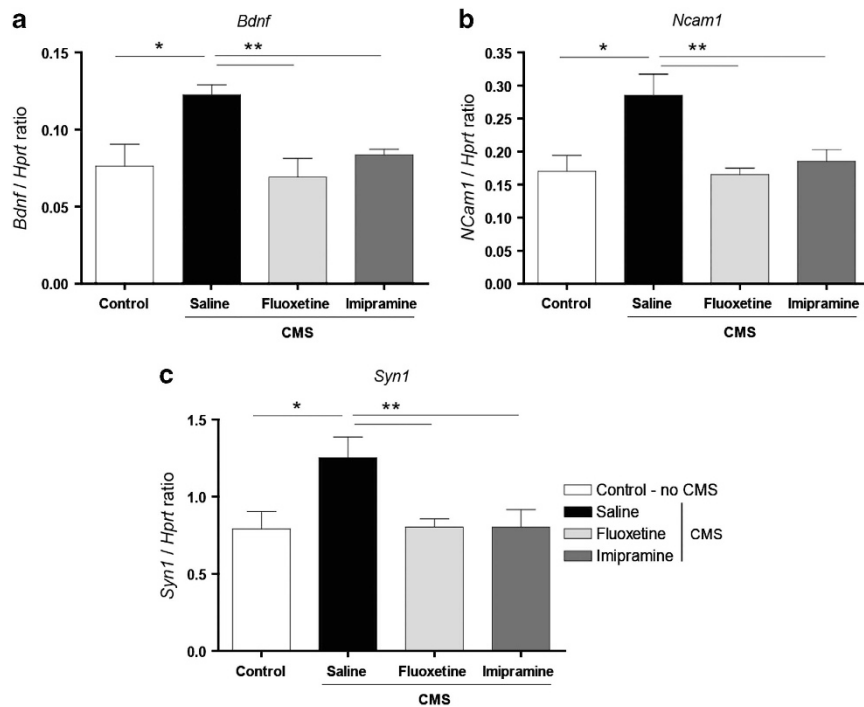 a
Bdnf
* **
0.15
0.10
0.05
0.00
Bdnf / Hprt ratio
Control Saline Fluoxetine Imipramine
CMS
b
Ncam1
* **
0.35
0.30
0.25
0.20
0.15
0.10
0.05
0.00
NCam1 / Hprt ratio
Control Saline Fluoxetine Imipramine
CMS
c
Syn1
* **
1.5
1.0
0.5
0.0
Syn1 / Hprt ratio
Control Saline Fluoxetine Imipramine
CMS
Control - no CMS
Saline
Fluoxetine
Imipramine
CMS